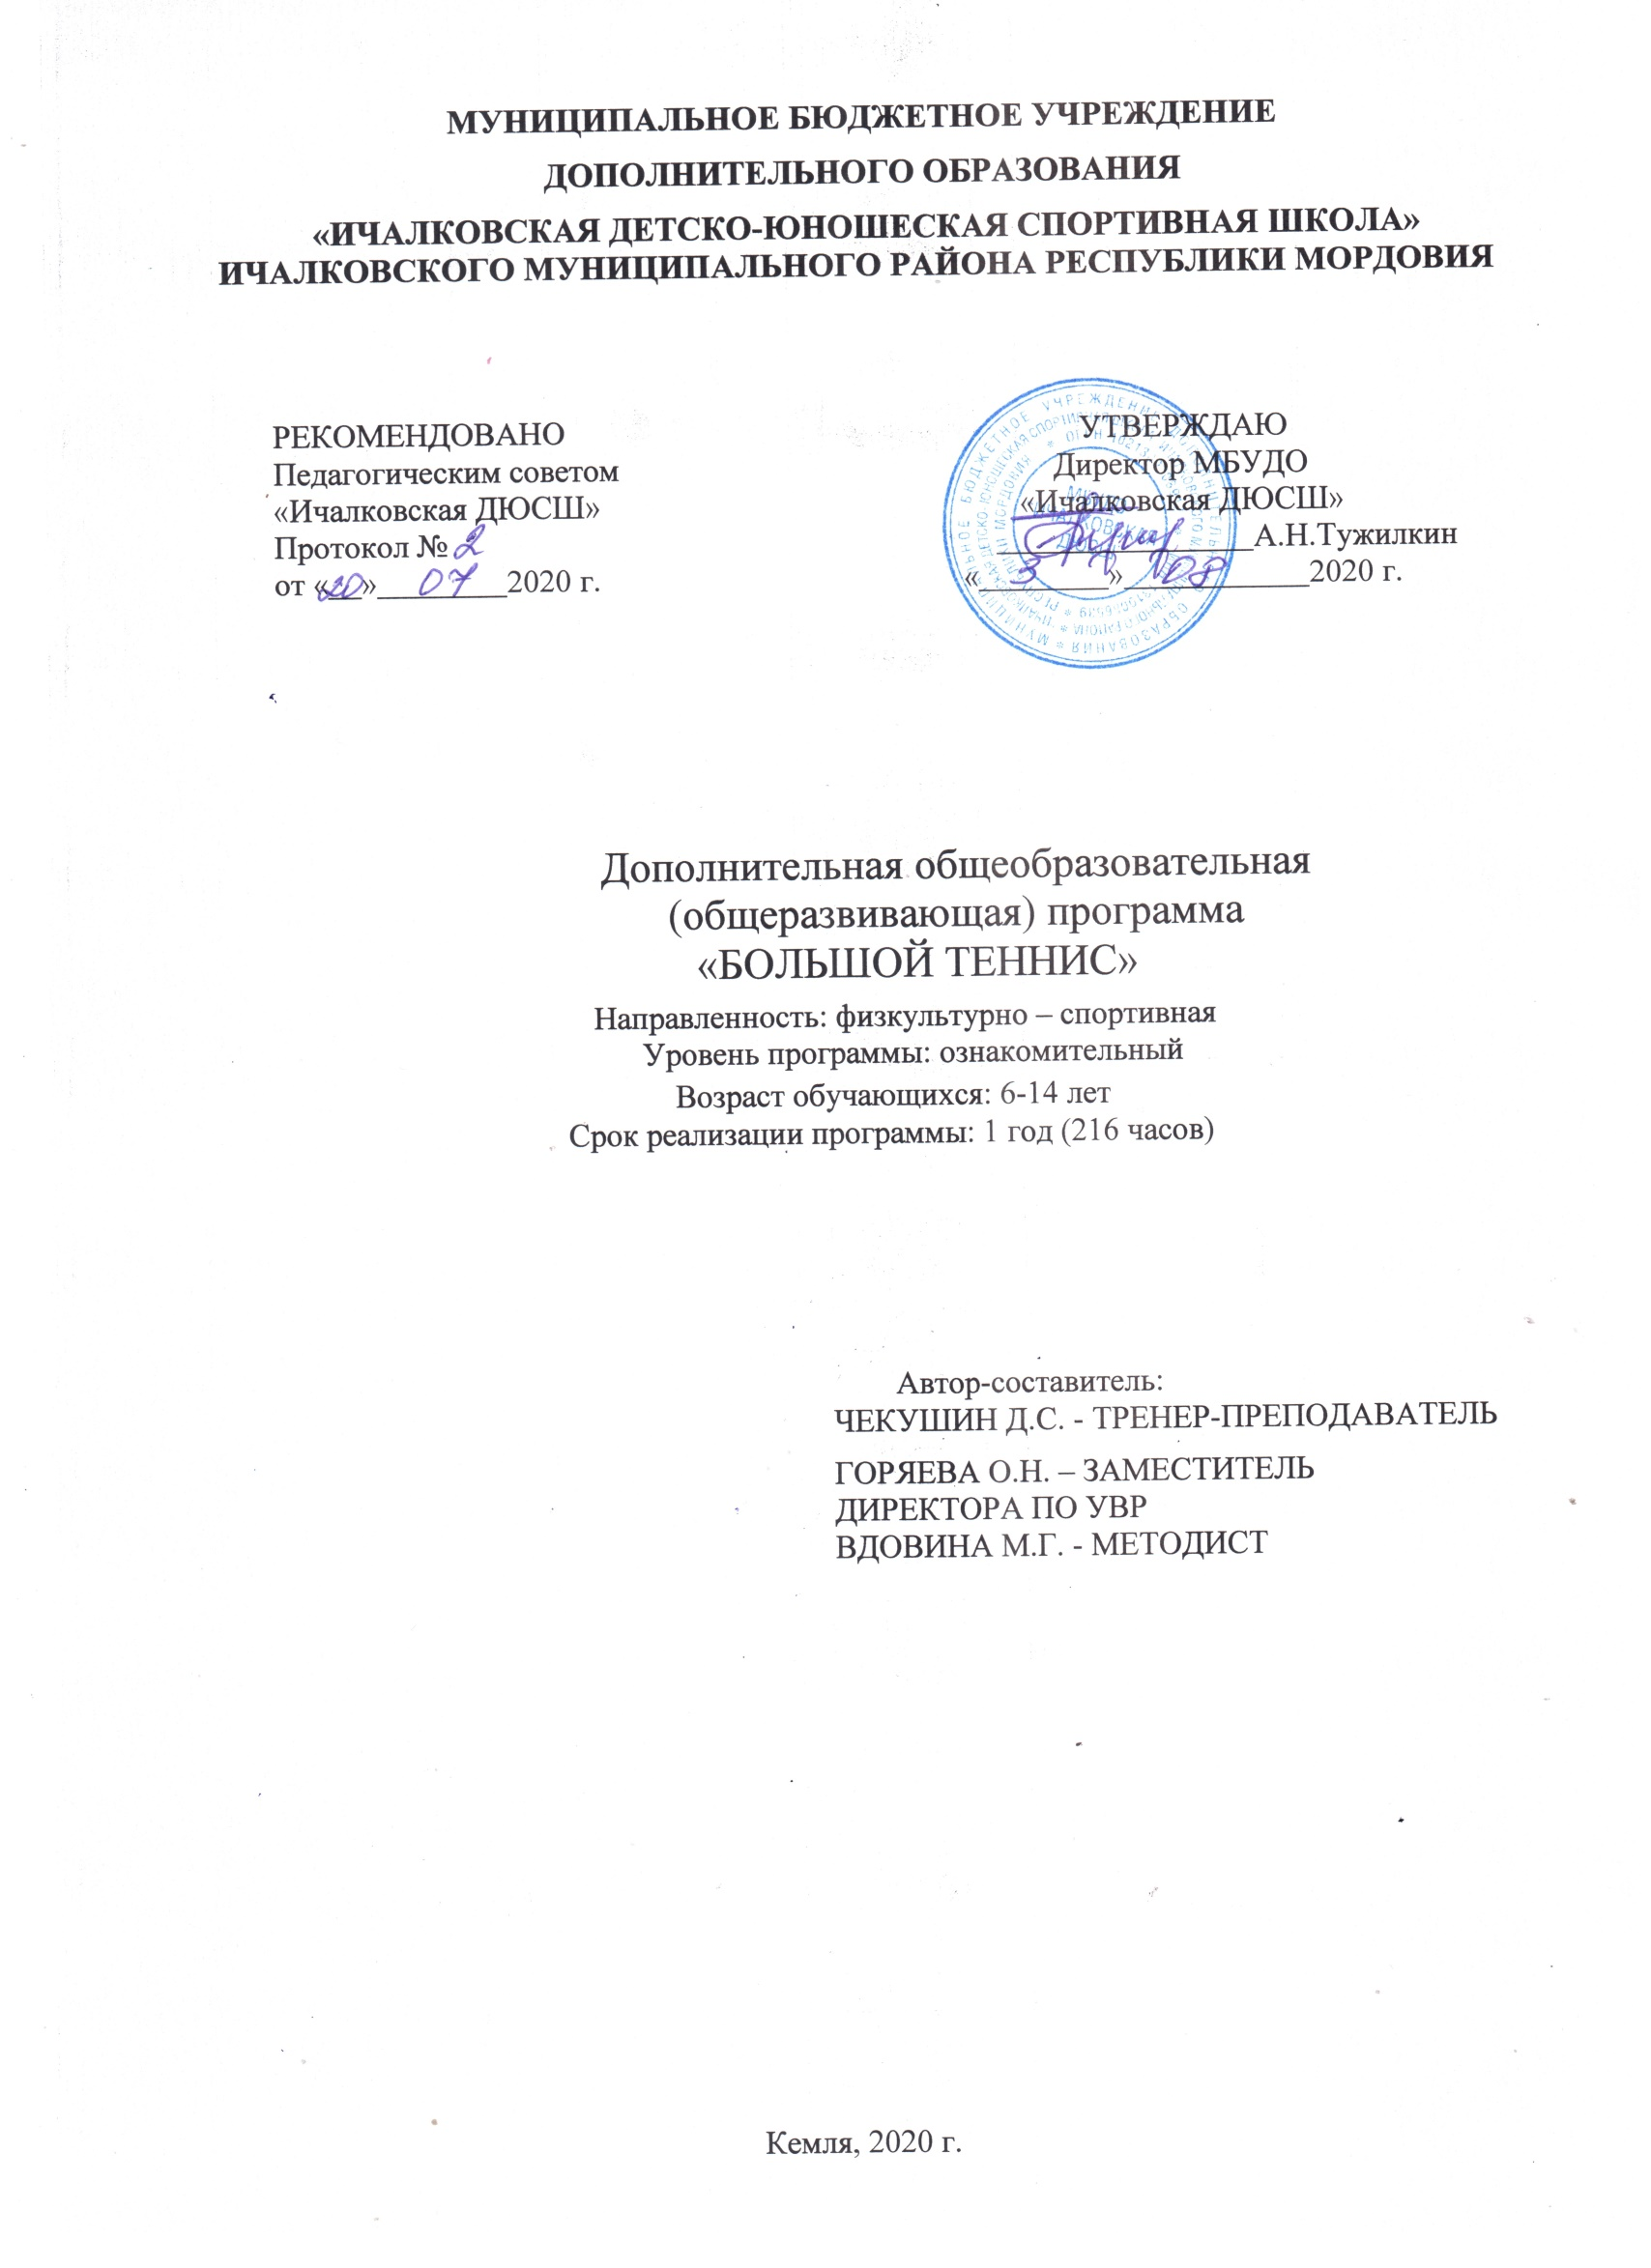 МУНИЦИПАЛЬНОЕ БЮДЖЕТНОЕ УЧРЕЖДЕНИЕ
ДОПОЛНИТЕЛЬНОГО ОБРАЗОВАНИЯ
«ИЧАЛКОВСКАЯ ДЕТСКО-ЮНОШЕСКАЯ СПОРТИВНАЯ ШКОЛА»
ИЧАЛКОВСКОГО МУНИЦИПАЛЬНОГО РАЙОНА РЕСПУБЛИКИ МОРДОВИЯ
РЕКОМЕНДОВАНО
Педагогическим советом
«Ичалковская ДЮСШ»
Протокол № 2
от «20» 07 2020 г.
УТВЕРЖДАЮ
Директор МБУДО
«Ичалковская ДЮСШ»
А.Н.Тужилкин
«3» 08 2020 г.
Дополнительная общеобразовательная
(общеразвивающая) программа
«БОЛЬШОЙ ТЕННИС»
Направленность: физкультурно – спортивная
Уровень программы: ознакомительный
Возраст обучающихся: 6-14 лет
Срок реализации программы: 1 год (216 часов)
Автор-составитель:
ЧЕКУШИН Д.С. - ТРЕНЕР-ПРЕПОДАВАТЕЛЬ
ГОРЯЕВА О.Н. – ЗАМЕСТИТЕЛЬ
ДИРЕКТОРА ПО УВР
ВДОВИНА М.Г. - МЕТОДИСТ
Кемля, 2020 г.